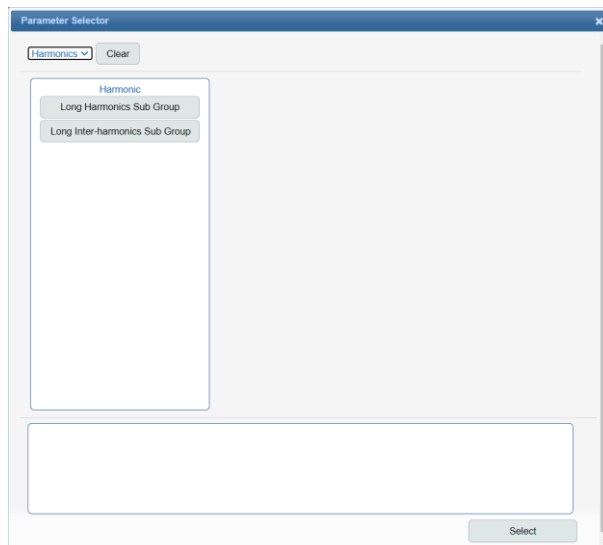 Parameter Selector
Harmonics Clear
Harmonic
Long Harmonics Sub Group
Long Inter-harmonics Sub Group
Select